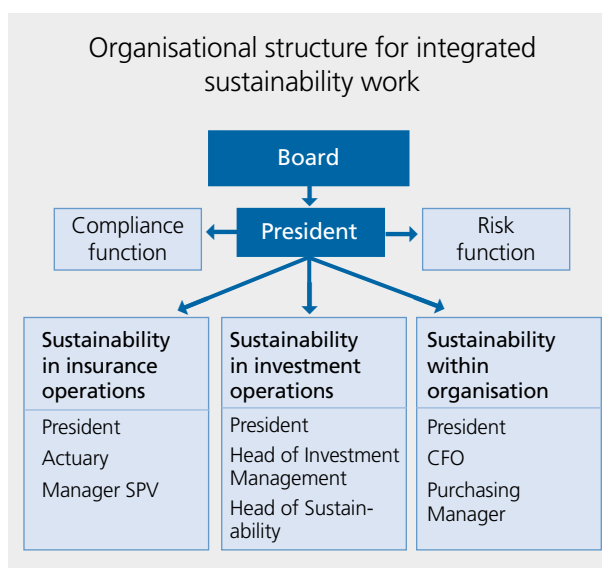 Organisational structure for integrated
sustainability work
Board
Compliance
function
President
Risk
function
Sustainability
in insurance
operations
President
Actuary
Manager SPV
Sustainability
in investment
operations
President
Head of Investment
Management
Head of Sustain-
ability
Sustainability
within
organisation
President
CFO
Purchasing
Manager